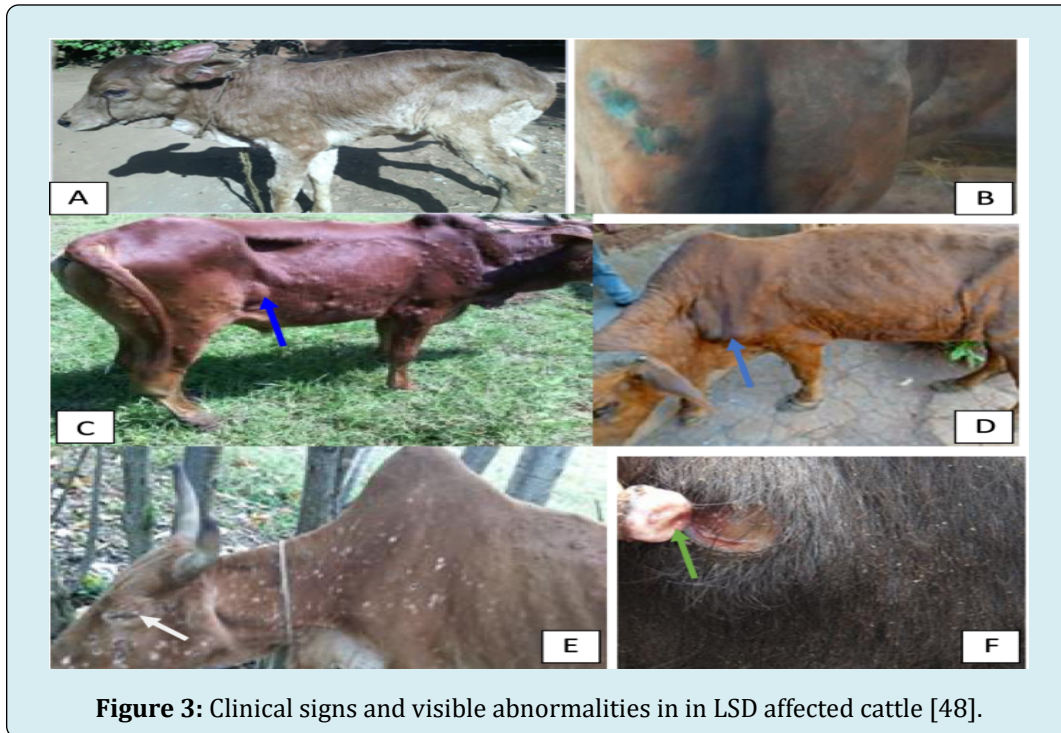 A
B
C
D
E
F
Figure 3: Clinical signs and visible abnormalities in in LSD affected cattle [48].